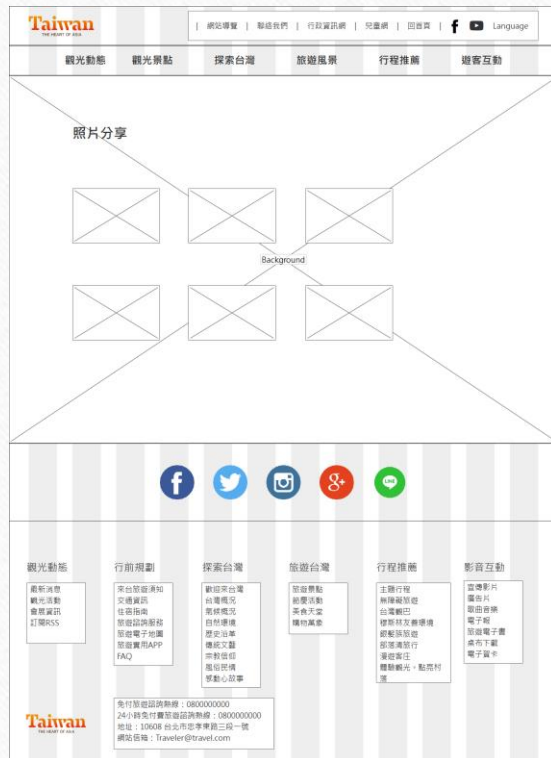 Taiwan
THE HEART OF ASIA
| 網站導覽 | 聯絡我們 | 行政資訊網 | 兒童網 | 回首頁 | f Language
觀光動態 觀光景點 探索台灣 旅遊風景 行程推薦 遊客互動
照片分享
Background
f g+ LINE
觀光動態
最新消息
觀光活動
會展資訊
訂閱RSS
行前規劃
來台旅遊須知
交通資訊
住宿指南
旅遊諮詢服務
旅遊電子地圖
旅遊實用APP
FAQ
探索台灣
歡迎來台灣
台灣概況
氣候概況
自然環境
歷史沿革
傳統文藝
宗教信仰
風俗民情
感動心故事
旅遊台灣
旅遊景點
節慶活動
美食天堂
購物萬象
行程推薦
主題行程
無障礙旅遊
台灣觀巴
穆斯林友善環境
銀髮族旅遊
部落清旅行
漫遊客庄
體驗觀光．點亮村
落
影音互動
宣傳影片
廣告片
歌曲音樂
電子報
旅遊電子書
桌布下載
電子賀卡
Taiwan
THE HEART OF ASIA
免付旅遊諮詢熱線：0800000000
24小時免付費旅遊諮詢熱線：0800000000
地址：10608 台北市忠孝東路三段一號
網站信箱：Traveler@travel.com